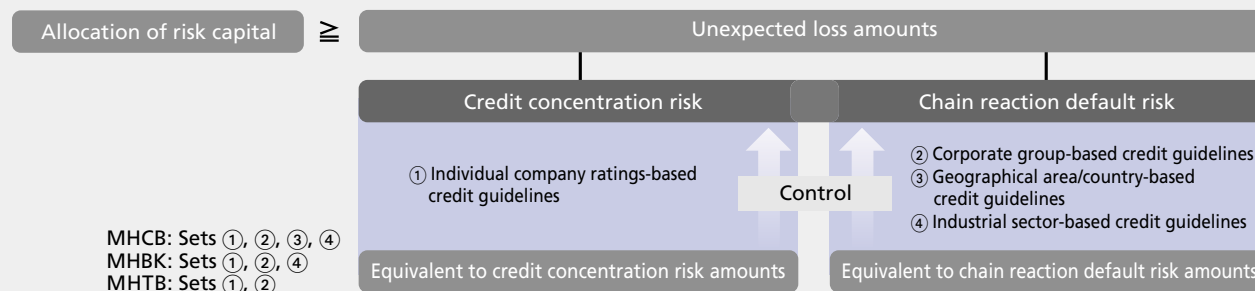 Allocation of risk capital ≧ Unexpected loss amounts
Credit concentration risk
Chain reaction default risk
① Individual company ratings-based
credit guidelines
Control
② Corporate group-based credit guidelines
③ Geographical area/country-based
credit guidelines
④ Industrial sector-based credit guidelines
MHCB: Sets ①, ②, ③, ④
MHBK: Sets ①, ②, ④
MHTB: Sets ①, ②
Equivalent to credit concentration risk amounts
Equivalent to chain reaction default risk amounts